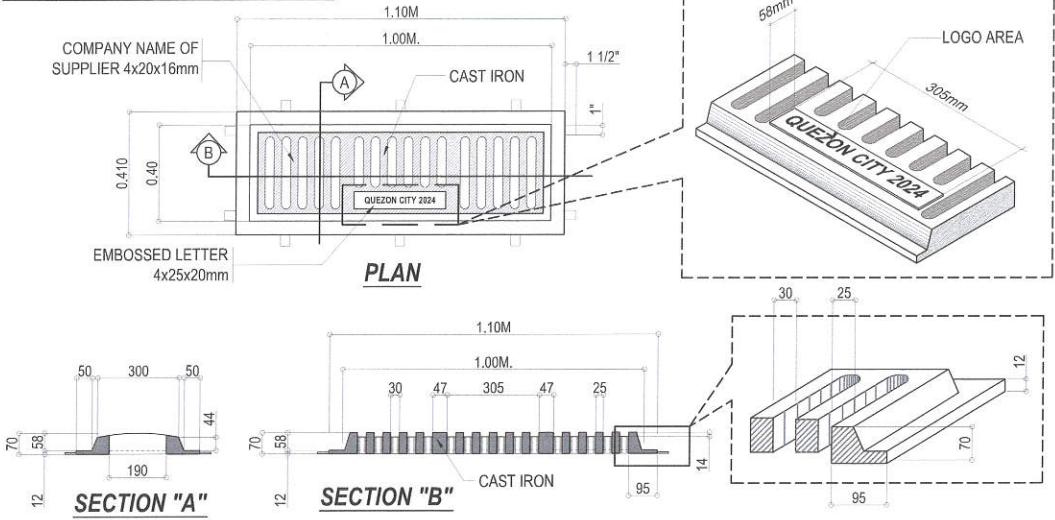 1.10M
1.00M.
COMPANY NAME OF
SUPPLIER 4x20x16mm
A
CAST IRON
1 1/2"
1"
B
0.410
0.40
QUEZON CITY 2024
EMBOSSED LETTER
4x25x20mm
PLAN
58mm
LOGO AREA
305mm
QUEZON CITY 2024
50
300
50
70
58
44
12
190
SECTION "A"
1.10M
1.00M.
30
47
305
47
25
70
58
12
14
95
CAST IRON
SECTION "B"
30
25
12
70
95